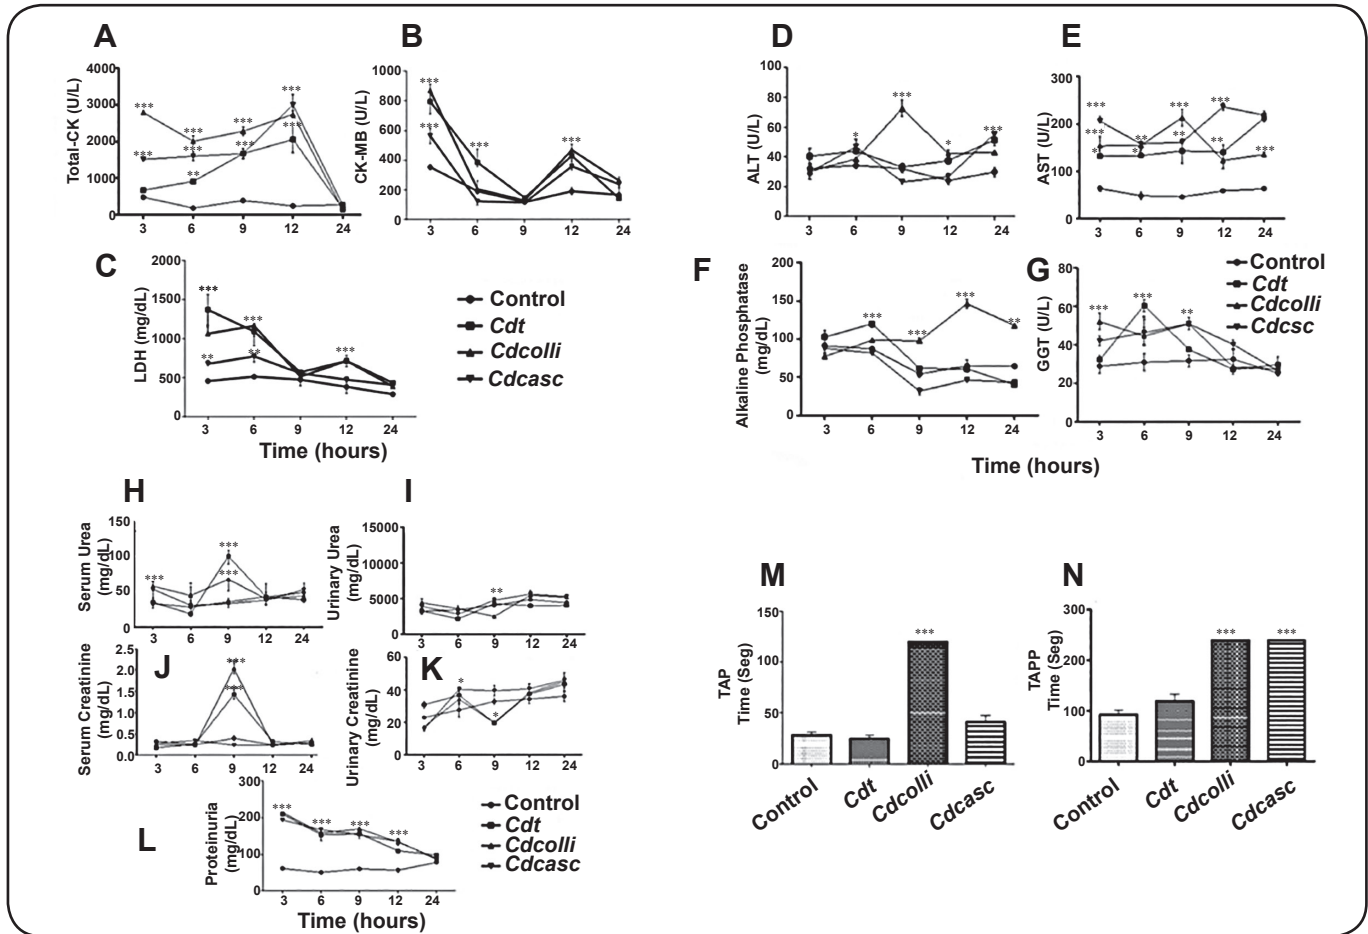 A
Total-CK (U/L)
4000
3000
2000
1000
0
3 6 9 12 24
*** *** *** ***
*** *** *** ***
**
B
CK-MB (U/L)
1000
800
600
400
200
0
3 6 9 12 24
***
***
***
***
C
LDH (mg/dL)
2000
1500
1000
500
0
3 6 9 12 24
*** *** ***
** **
Time (hours)
Control
Cdt
Cdcolli
Cdcasc
D
ALT (U/L)
100
80
60
40
20
0
3 6 9 12 24
* *** * ***
E
AST (U/L)
300
200
100
0
3 6 9 12 24
*** *** ***
*** ** ** ** ***
* *
F
Alkaline Phosphatase
(mg/dL)
200
150
100
50
0
3 6 9 12 24
*** *** *** **
G
GGT (U/L)
80
60
40
20
0
3 6 9 12 24
*** *** **
Control
Cdt
Cdcolli
Cdcsc
Time (hours)
H
Serum Urea
(mg/dL)
150
100
50
0
3 6 9 12 24
*** ***
***
I
Urinary Urea
(mg/dL)
15000
10000
5000
0
3 6 9 12 24
**
J
Serum Creatinine
(mg/dL)
2.5
2.0
1.5
1.0
0.5
0.0
3 6 9 12 24
***
***
K
Urinary Creatinine
(mg/dL)
60
40
20
0
3 6 9 12 24
*
*
L
Proteinuria
(mg/dL)
300
200
100
0
3 6 9 12 24
*** *** *** ***
Time (hours)
Control
Cdt
Cdcolli
Cdcasc
M
TAP
Time (Seg)
150
100
50
0
***
Control Cdt Cdcolli Cdcasc
N
TAPP
Time (Seg)
300
200
100
0
*** ***
Control Cdt Cdcolli Cdcasc